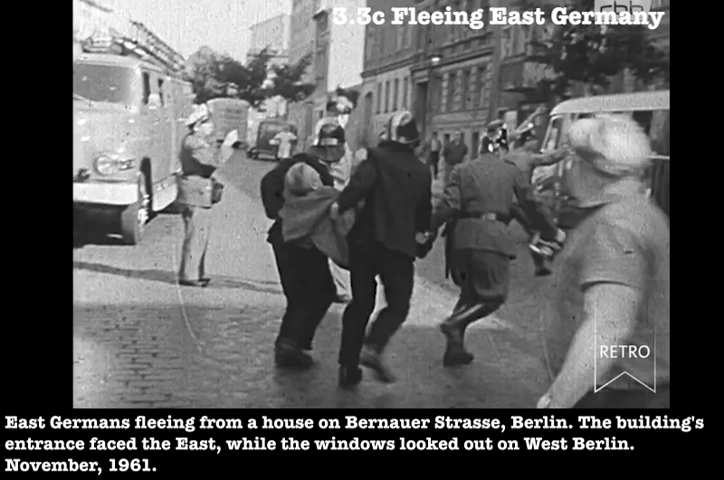 rbb
3.3c Fleeing East Germany
RETRO
East Germans fleeing from a house on Bernauer Strasse, Berlin. The building's
entrance faced the East, while the windows looked out on West Berlin.
November, 1961.